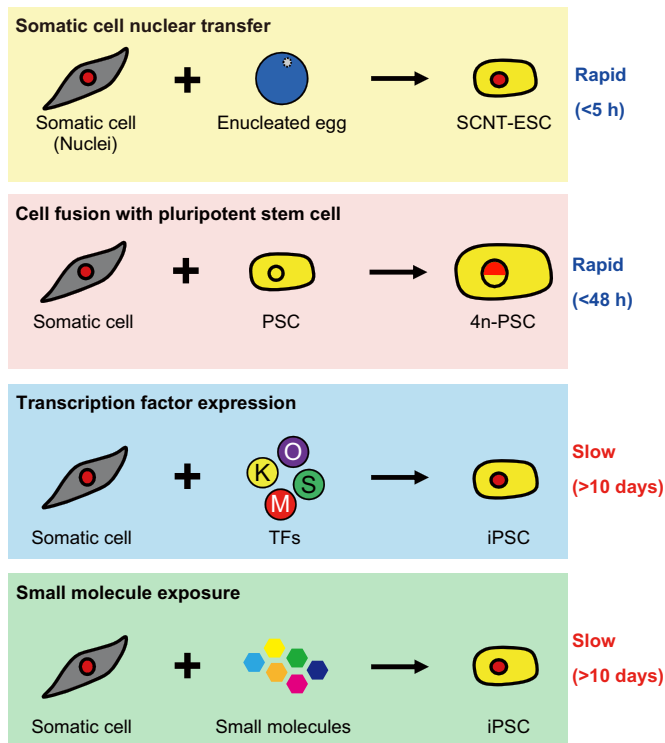 Somatic cell nuclear transfer
Somatic cell
(Nuclei)
Enucleated egg
SCNT-ESC
Rapid
(<5 h)
Cell fusion with pluripotent stem cell
Somatic cell
PSC
4n-PSC
Rapid
(<48 h)
Transcription factor expression
O
K
S
M
Somatic cell
TFs
iPSC
Slow
(>10 days)
Small molecule exposure
Somatic cell
Small molecules
iPSC
Slow
(>10 days)